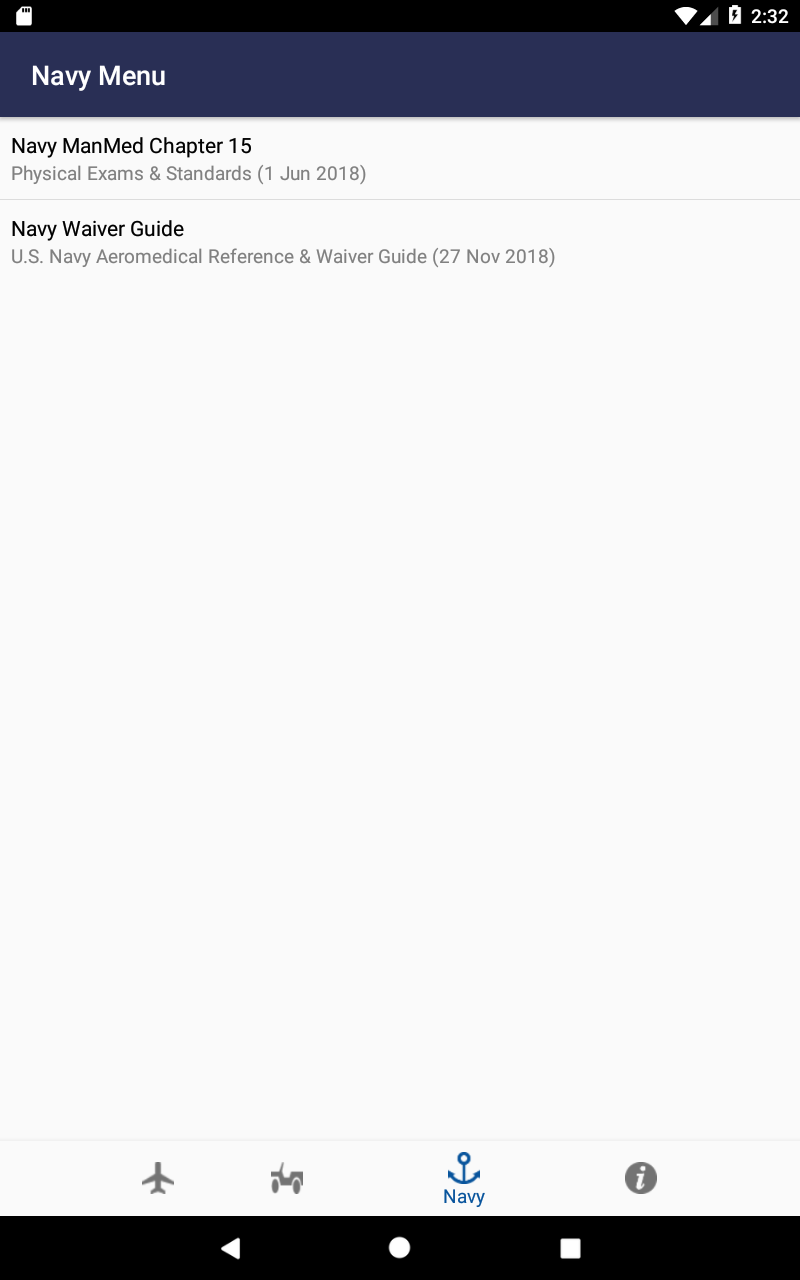 2:32
Navy Menu
Navy ManMed Chapter 15
Physical Exams & Standards (1 Jun 2018)
Navy Waiver Guide
U.S. Navy Aeromedical Reference & Waiver Guide (27 Nov 2018)
Navy